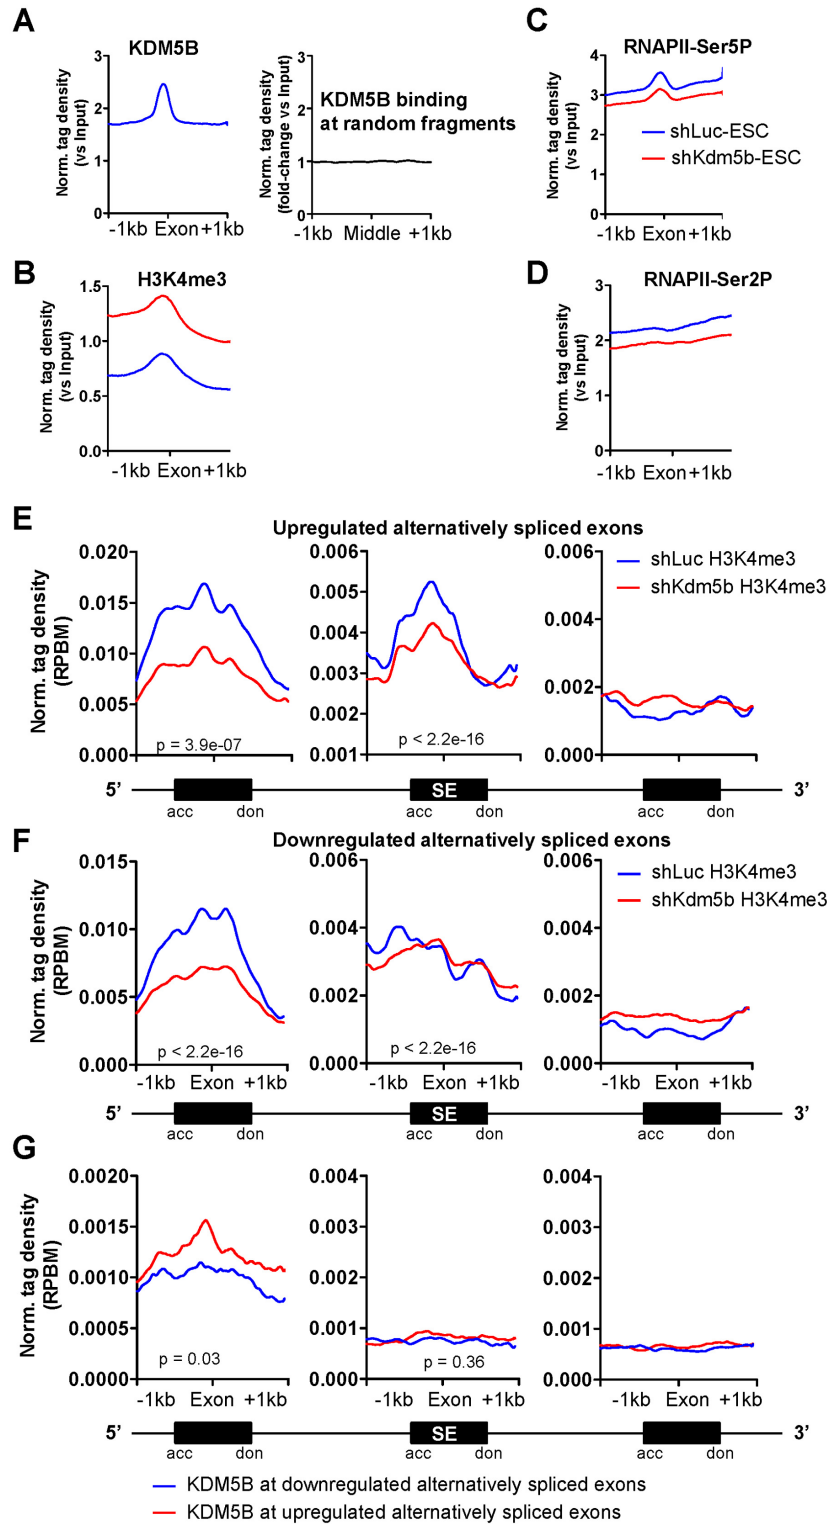 A
KDM5B
Norm. tag density
(vs Input)
3
2
1
0
-1kb Exon +1kb
Norm. tag density
(fold-change vs Input)
3
2
1
0
KDM5B binding
at random fragments
-1kb Middle +1kb
C
RNAPII-Ser5P
Norm. tag density
(vs Input)
4
3
3
1
0
shLuc-ESC
shKdm5b-ESC
-1kb Exon +1kb
B
H3K4me3
Norm. tag density
(vs Input)
1.5
1.0
0.5
0.0
-1kb Exon +1kb
D
RNAPII-Ser2P
Norm. tag density
(vs Input)
3
2
1
0
-1kb Exon +1kb
E
Upregulated alternatively spliced exons
Norm. tag density
(RPBM)
0.020
0.015
0.010
0.005
0.000
p = 3.9e-07
0.006
0.005
0.004
0.003
0.002
0.001
p < 2.2e-16
0.006
0.004
0.002
0.000
shLuc H3K4me3
shKdm5b H3K4me3
5’ SE 3’
acc don acc don acc don
F
Downregulated alternatively spliced exons
Norm. tag density
(RPBM)
0.015
0.010
0.005
0.000
p < 2.2e-16
-1kb Exon +1kb
0.006
0.004
0.002
0.000
p < 2.2e-16
-1kb Exon +1kb
0.006
0.004
0.002
0.000
shLuc H3K4me3
shKdm5b H3K4me3
-1kb Exon +1kb
5’ SE 3’
acc don acc don acc don
G
Norm. tag density
(RPBM)
0.0020
0.0015
0.0010
0.0005
0.0000
p = 0.03
-1kb Exon +1kb
0.004
0.003
0.002
0.001
0.000
p = 0.36
-1kb Exon +1kb
0.004
0.003
0.002
0.001
0.000
-1kb Exon +1kb
5’ SE 3’
acc don acc don acc don
KDM5B at downregulated alternatively spliced exons
KDM5B at upregulated alternatively spliced exons